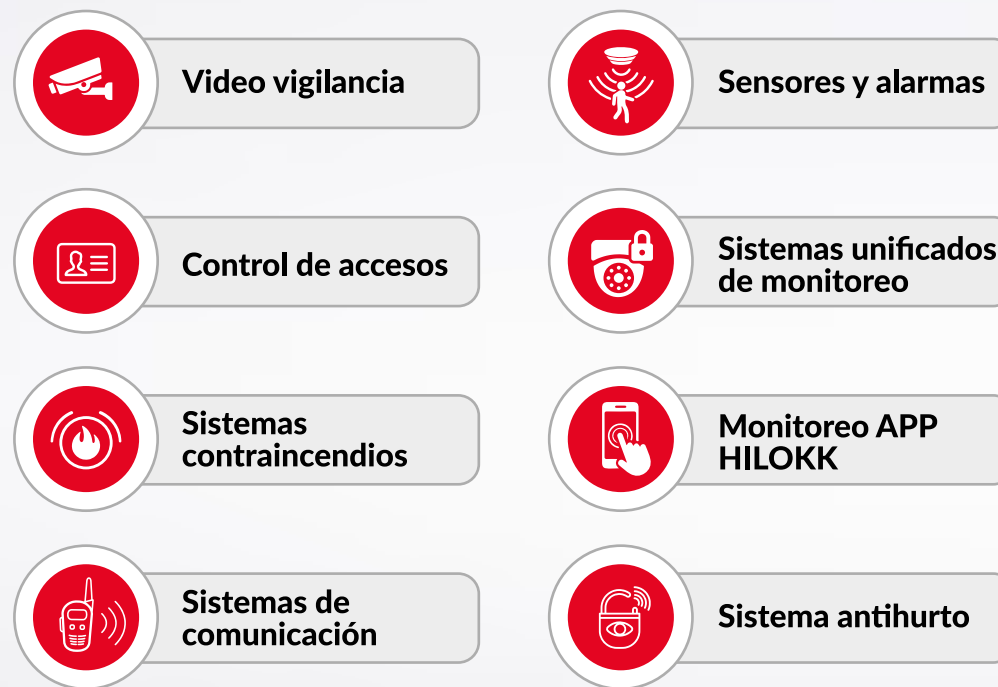 Video vigilancia
Sensores y alarmas
Control de accesos
Sistemas unificados
de monitoreo
Sistemas
contraincendios
Monitoreo APP
HILOKK
Sistemas de
comunicación
Sistema antihurto